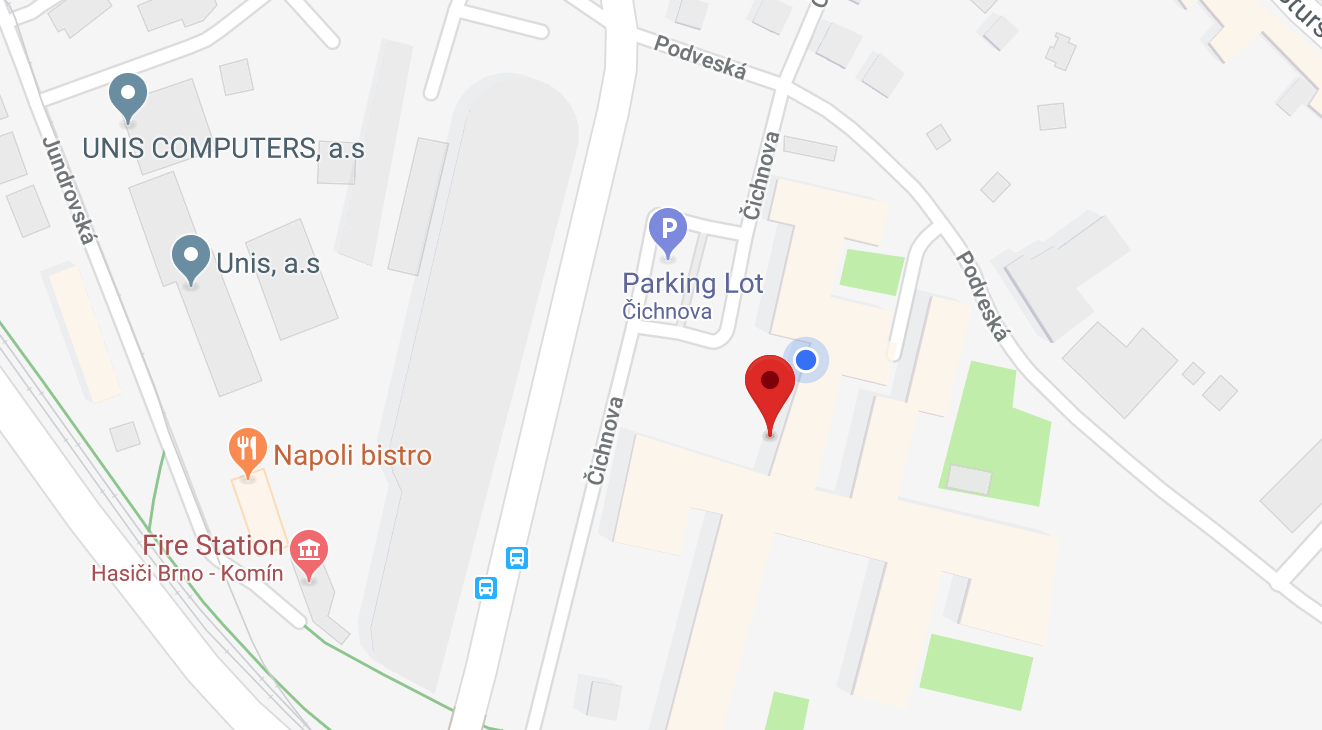 Podveská
UNIS COMPUTERS, a.s
Jundrovská
Čichnova
P
Unis, a.s
Parking Lot
Čichnova
Podveská
Čichnova
Napoli bistro
Fire Station
Hasiči Brno - Komín